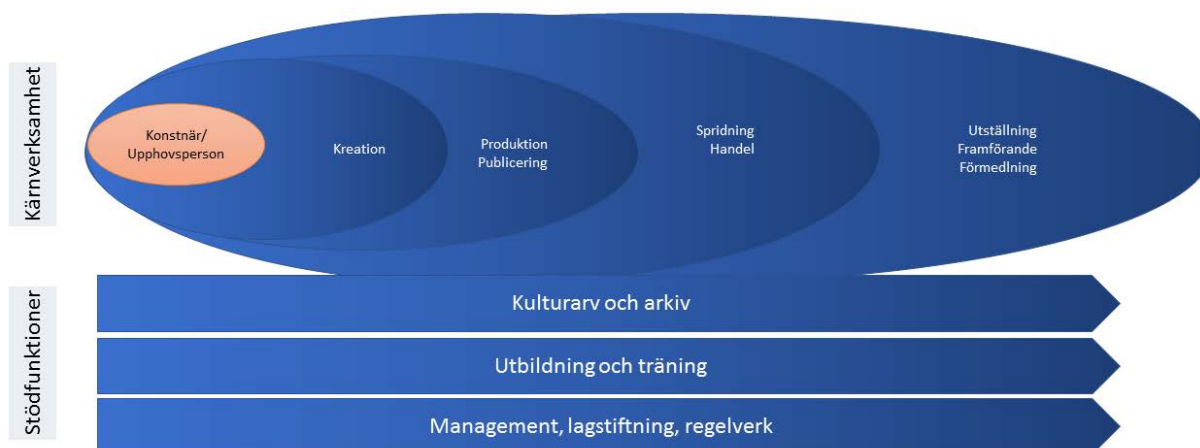 Kärnverksamhet
Konstnär/
Upphovsperson
Kreation
Produktion
Publicering
Spridning
Handel
Utställning
Framförande
Förmedlning
Stödfunktioner
Kulturarv och arkiv
Utbildning och träning
Management, lagstiftning, regelverk